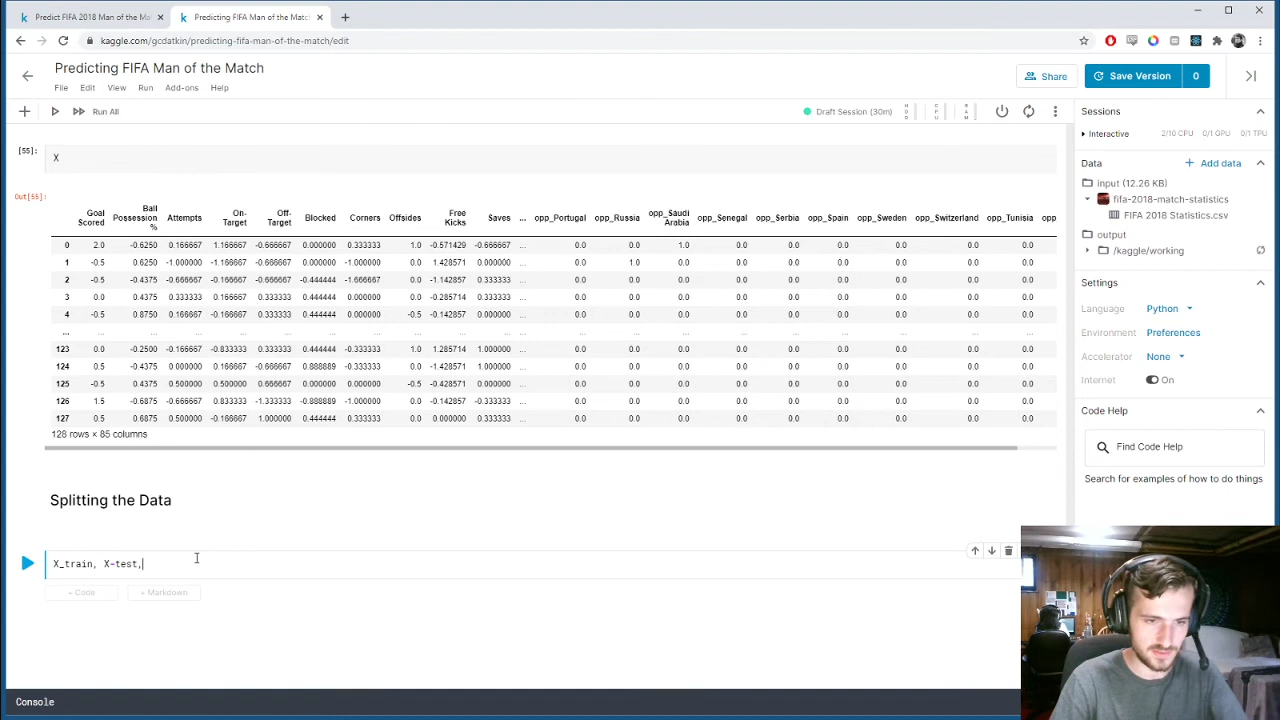 Predict FIFA 2018 Man of the Ma
Predicting FIFA Man of the Matc
kaggle.com/gcdatkin/predicting-fifa-man-of-the-match/edit
Predicting FIFA Man of the Match
Share
Save Version
0
File Edit View Run Add-ons Help
Run All
Draft Session (30m)
[55]:
X
Out[55]:
Goal Scored Ball Possession % Attempts On-Target Off-Target Blocked Corners Offsides Free Kicks Saves ... opp_Portugal opp_Russia opp_Saudi Arabia opp_Senegal opp_Serbia opp_Spain opp_Sweden opp_Switzerland opp_Tunisia opp
0 2.0 -0.6250 0.166667 1.166667 -0.666667 0.000000 0.333333 1.0 -0.571429 -0.666667 ... 0.0 0.0 1.0 0.0 0.0 0.0 0.0 0.0 0.0
1 -0.5 0.6250 -1.000000 -1.166667 -0.666667 0.000000 -1.000000 0.0 1.428571 0.000000 ... 0.0 1.0 0.0 0.0 0.0 0.0 0.0 0.0 0.0
2 -0.5 -0.4375 -0.666667 -0.166667 -0.166667 -0.444444 -1.666667 0.0 -1.142857 0.333333 ... 0.0 0.0 0.0 0.0 0.0 0.0 0.0 0.0 0.0
3 0.0 0.4375 0.333333 -0.166667 0.166667 0.444444 0.000000 0.0 -0.285714 0.333333 ... 0.0 0.0 0.0 0.0 0.0 0.0 0.0 0.0 0.0
4 -0.5 0.8750 0.166667 -0.166667 0.333333 0.444444 0.000000 -0.5 -0.142857 0.000000 ... 0.0 0.0 0.0 0.0 0.0 0.0 0.0 0.0 0.0
... ... ... ... ... ... ... ... ... ... ... ... ... ... ... ... ... ... ... ... ...
123 0.0 -0.2500 -0.166667 -0.833333 0.333333 0.444444 -0.333333 1.0 1.285714 1.000000 ... 0.0 0.0 0.0 0.0 0.0 0.0 0.0 0.0 0.0
124 0.5 -0.4375 0.000000 0.166667 -0.166667 0.888889 -0.333333 0.0 -1.428571 1.000000 ... 0.0 0.0 0.0 0.0 0.0 0.0 0.0 0.0 0.0
125 -0.5 0.4375 0.500000 0.500000 0.666667 0.000000 0.000000 -0.5 -0.428571 0.000000 ... 0.0 0.0 0.0 0.0 0.0 0.0 0.0 0.0 0.0
126 1.5 -0.6875 -0.666667 0.833333 -1.333333 -0.888889 -1.000000 0.0 -0.142857 -0.333333 ... 0.0 0.0 0.0 0.0 0.0 0.0 0.0 0.0 0.0
127 0.5 0.6875 0.500000 -0.166667 1.000000 0.444444 0.333333 0.0 0.000000 0.333333 ... 0.0 0.0 0.0 0.0 0.0 0.0 0.0 0.0 0.0
128 rows × 85 columns
Splitting the Data
X_train, X-test,
+ Code
+ Markdown
Console
Sessions
Interactive 2/10 CPU 0/1 GPU 0/1 TPU
Data
+ Add data
input (12.26 KB)
fifa-2018-match-statistics
FIFA 2018 Statistics.csv
output
/kaggle/working
Settings
Language Python
Environment Preferences
Accelerator None
Internet On
Code Help
Find Code Help
Search for examples of how to do things